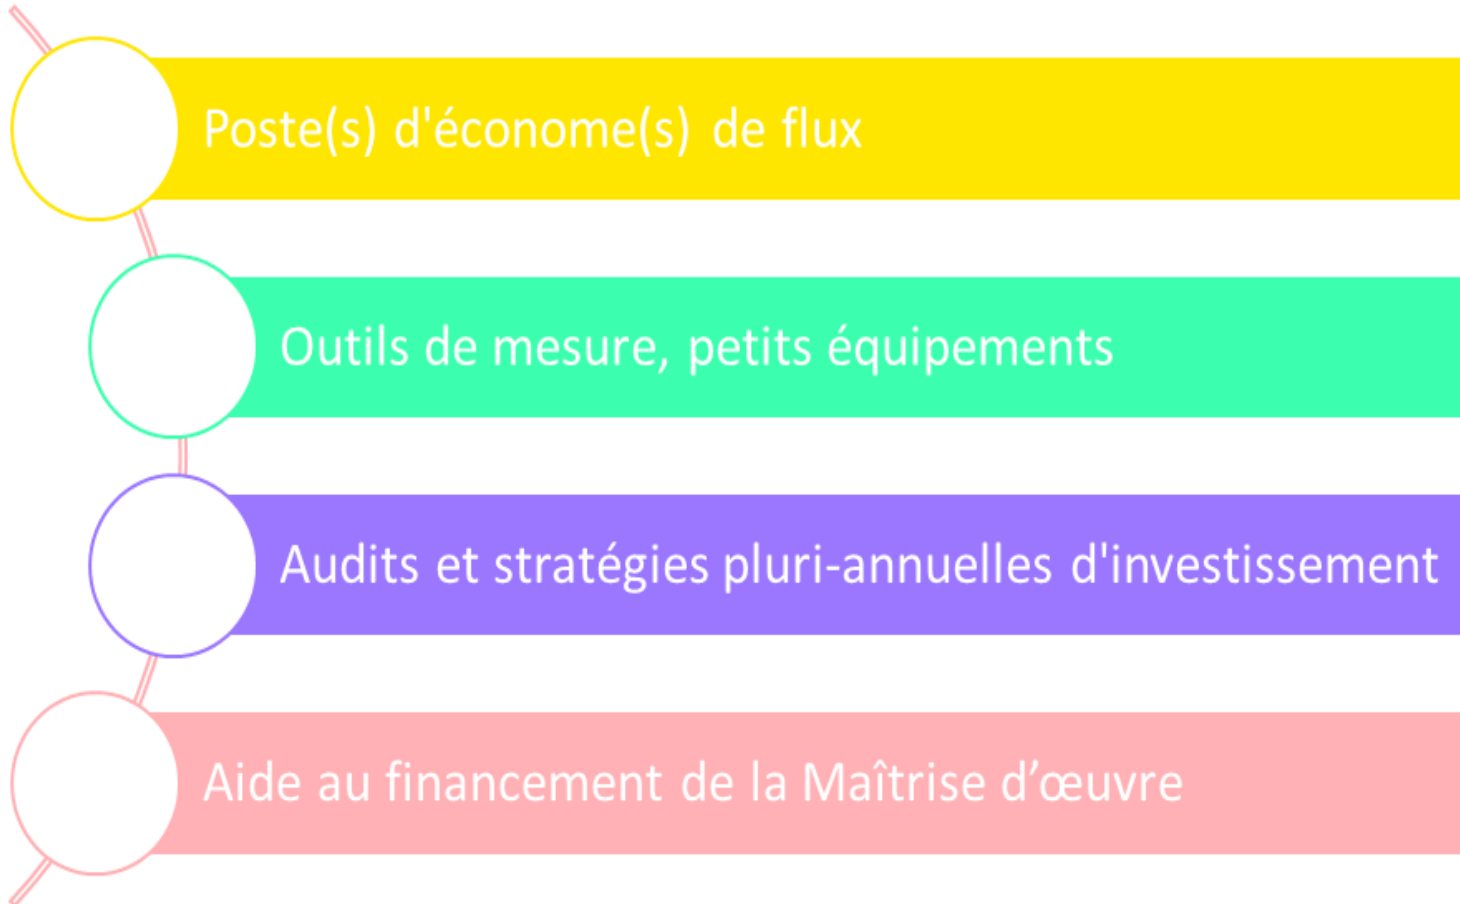 Poste(s) d'économe(s) de flux
Outils de mesure, petits équipements
Audits et stratégies pluri-annuelles d'investissement
Aide au financement de la Maîtrise d’œuvre